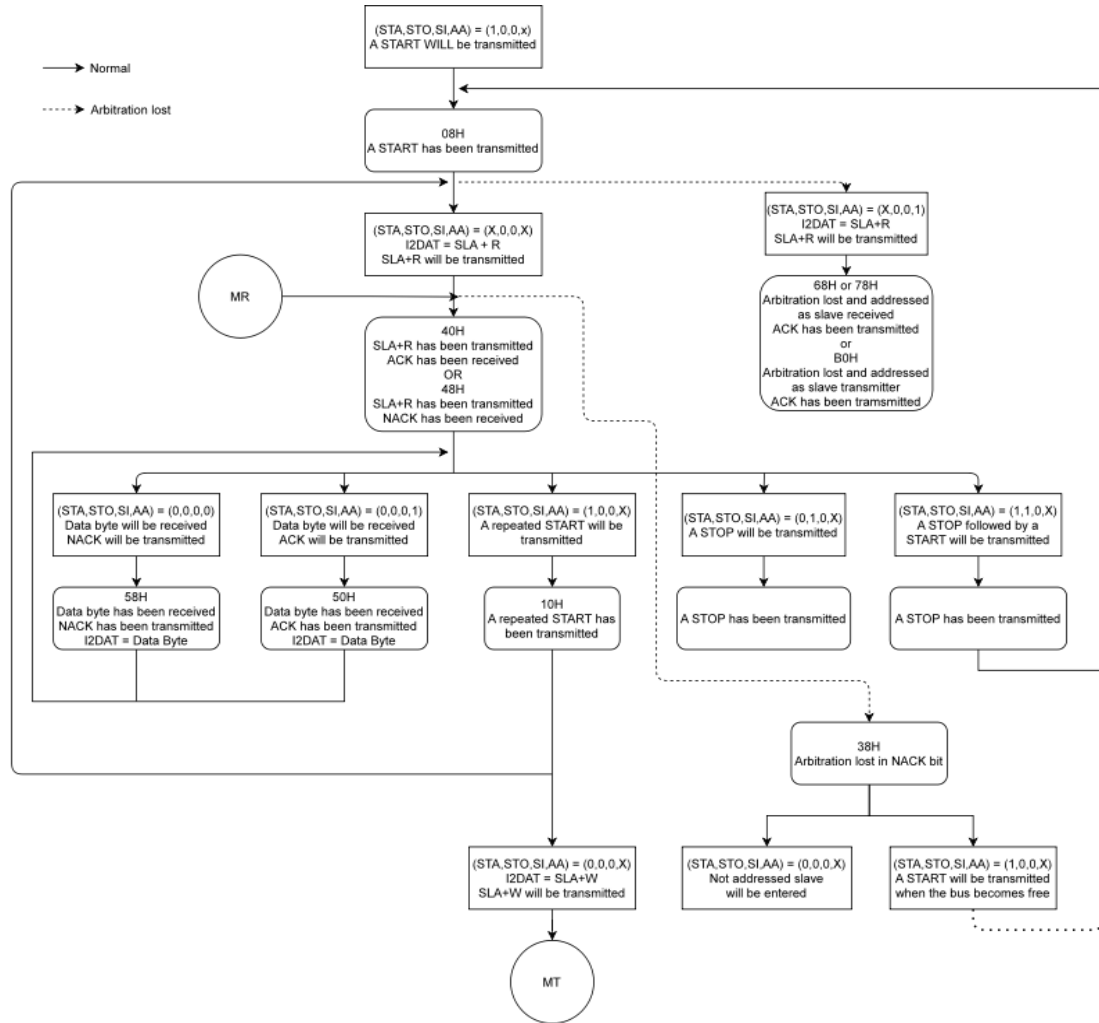 (STA,STO,SI,AA) = (1,0,0,x)
A START WILL be transmitted
Normal
Arbitration lost
08H
A START has been transmitted
(STA,STO,SI,AA) = (X,0,0,X)
I2DAT = SLA + R
SLA+R will be transmitted
(STA,STO,SI,AA) = (X,0,0,1)
I2DAT = SLA+R
SLA+R will be transmitted
MR
40H
SLA+R has been transmitted
ACK has been received
OR
48H
SLA+R has been transmitted
NACK has been received
68H or 78H
Arbitration lost and addressed
as slave received
ACK has been transmitted
or
B0H
Arbitration lost and addressed
as slave transmitter
ACK has been tramsmitted
(STA,STO,SI,AA) = (0,0,0,0)
Data byte will be received
NACK will be transmitted
(STA,STO,SI,AA) = (0,0,0,1)
Data byte will be received
ACK will be transmitted
(STA,STO,SI,AA) = (1,0,0,X)
A repeated START will be
transmitted
(STA,STO,SI,AA) = (0,1,0,X)
A STOP will be transmitted
(STA,STO,SI,AA) = (1,1,0,X)
A STOP followed by a
START will be transmitted
58H
Data byte has been received
NACK has been transmitted
I2DAT = Data Byte
50H
Data byte has been received
ACK has been transmitted
I2DAT = Data Byte
10H
A repeated START has
been transmitted
A STOP has been transmitted
A STOP has been transmitted
38H
Arbitration lost in NACK bit
(STA,STO,SI,AA) = (0,0,0,X)
I2DAT = SLA+W
SLA+W will be transmitted
(STA,STO,SI,AA) = (0,0,0,X)
Not addressed slave
will be entered
(STA,STO,SI,AA) = (1,0,0,X)
A START will be transmitted
when the bus becomes free
MT